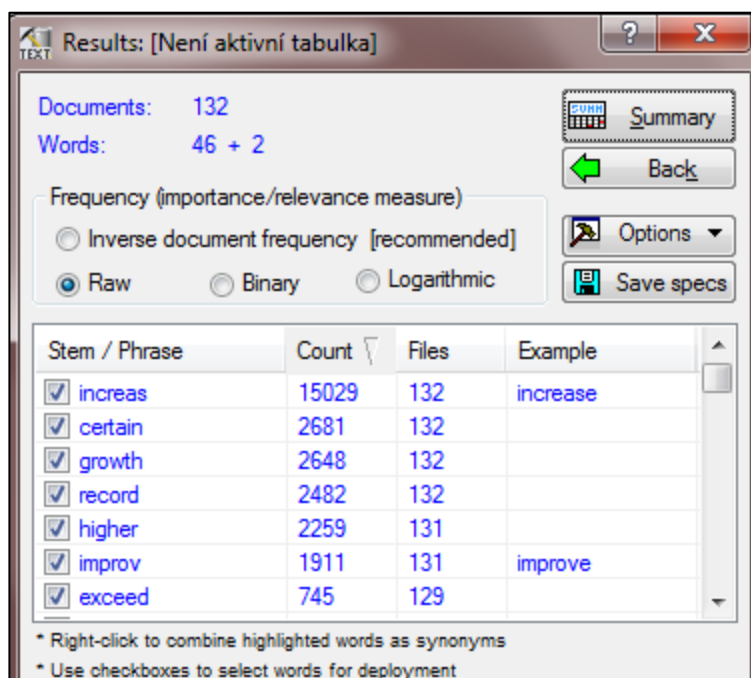 TEXT Results: [Není aktivní tabulka] ? X
Documents: 132
Words: 46 + 2
SUMM Summary
Back
Frequency (importance/relevance measure)
Inverse document frequency [recommended]
Raw Binary Logarithmic
Options
Save specs
Stem / Phrase Count Files Example
increas 15029 132 increase
certain 2681 132
growth 2648 132
record 2482 132
higher 2259 131
improv 1911 131 improve
exceed 745 129
* Right-click to combine highlighted words as synonyms
* Use checkboxes to select words for deployment